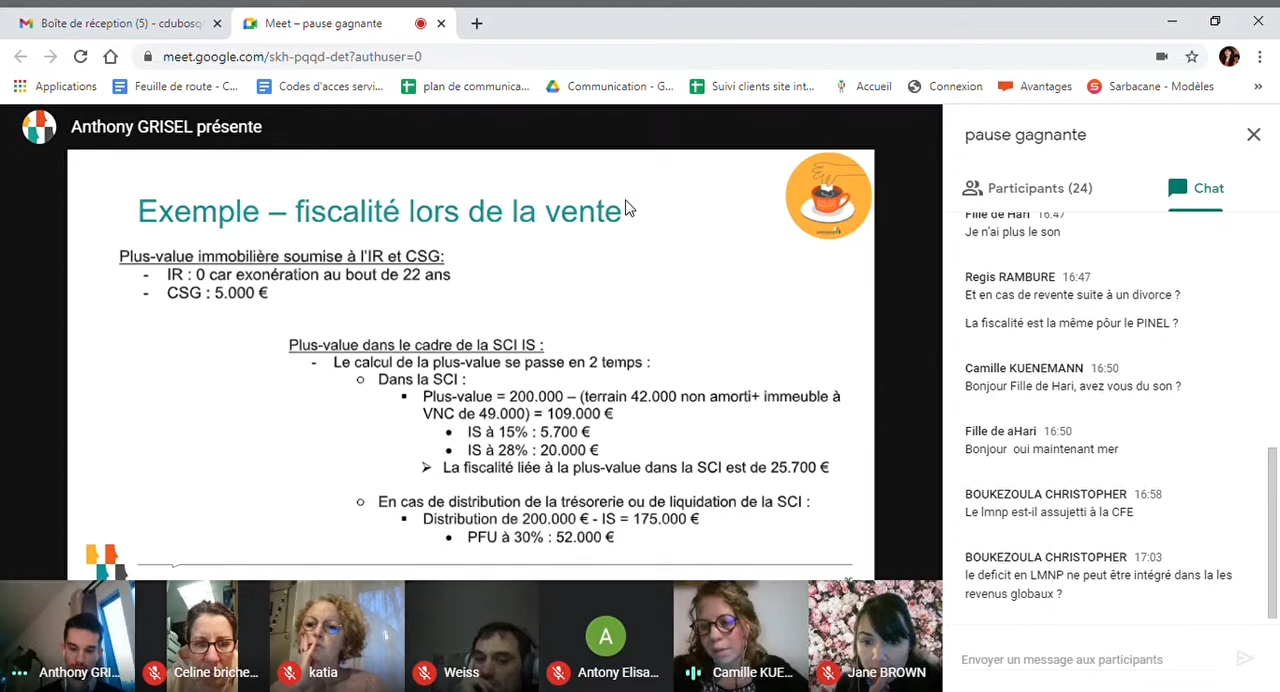 Boîte de réception (5) - cdubosq
Meet – pause gagnante
meet.google.com/skh-pqqd-det?authuser=0
Applications
Feuille de route - C...
Codes d'acces servi...
plan de communica...
Communication - G...
Suivi clients site int...
Accueil
Connexion
Avantages
Sarbacane - Modèles
»
Anthony GRISEL présente
Exemple – fiscalité lors de la vente
Plus-value immobilière soumise à l'IR et CSG:
- IR : 0 car exonération au bout de 22 ans
- CSG : 5.000 €
Plus-value dans le cadre de la SCI IS :
- Le calcul de la plus-value se passe en 2 temps :
Dans la SCI :
Plus-value = 200.000 – (terrain 42.000 non amorti+ immeuble à
VNC de 49.000) = 109.000 €
IS à 15% : 5.700 €
IS à 28% : 20.000 €
La fiscalité liée à la plus-value dans la SCI est de 25.700 €
En cas de distribution de la trésorerie ou de liquidation de la SCI :
Distribution de 200.000 € - IS = 175.000 €
PFU à 30% : 52.000 €
Anthony GRI...
Celine briche...
katia
Weiss
A
Antony Elisa...
Camille KUE...
Jane BROWN
pause gagnante
Participants (24)
Chat
Fille de Hari 16:47
Je n'ai plus le son
Regis RAMBURE 16:47
Et en cas de revente suite à un divorce ?
La fiscalité est la même pôur le PINEL ?
Camille KUENEMANN 16:50
Bonjour Fille de Hari, avez vous du son ?
Fille de aHari 16:50
Bonjour oui maintenant mer
BOUKEZOULA CHRISTOPHER 16:58
Le lmnp est-il assujetti à la CFE
BOUKEZOULA CHRISTOPHER 17:03
le deficit en LMNP ne peut être intégré dans la les
revenus globaux ?
Envoyer un message aux participants